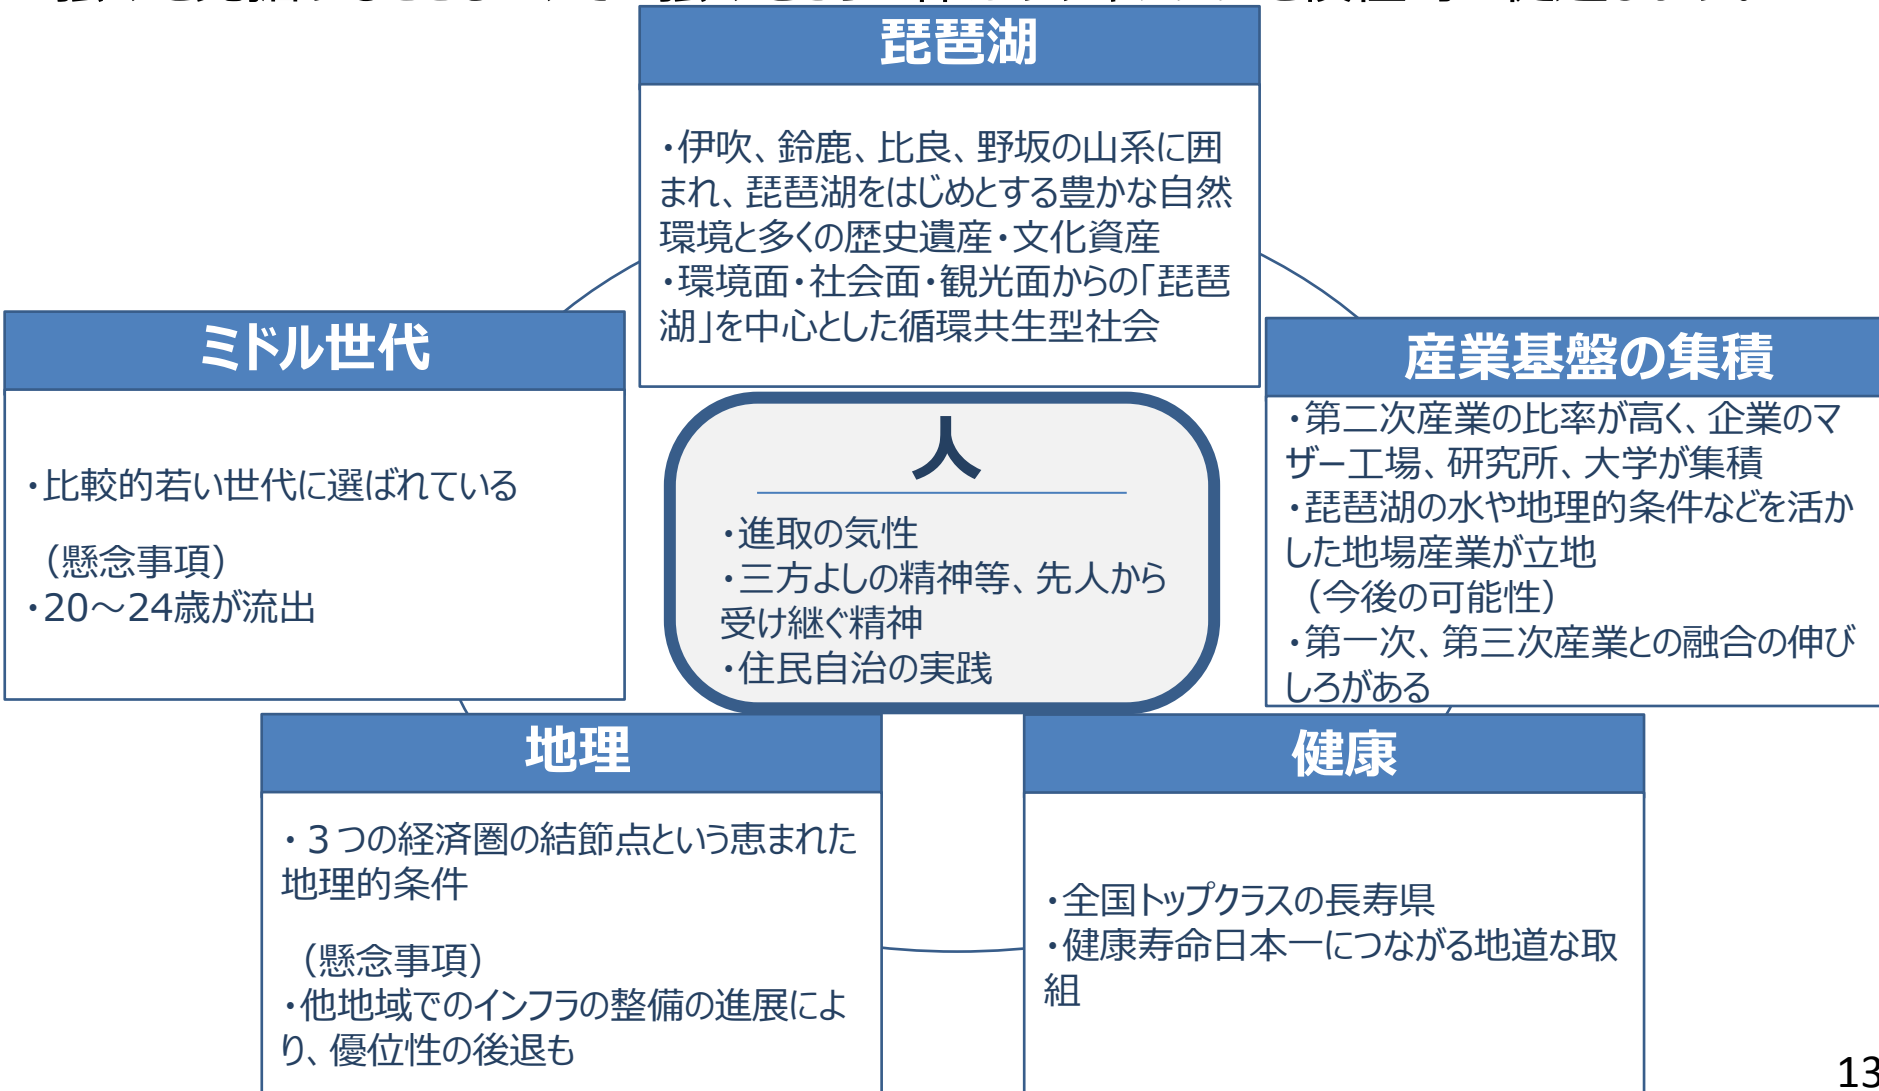 琵琶湖
・伊吹、鈴鹿、比良、野坂の山系に囲
まれ、琵琶湖をはじめとする豊かな自然
環境と多くの歴史遺産・文化資産
・環境面・社会面・観光面からの「琵琶
湖」を中心とした循環共生型社会
ミドル世代
・比較的若い世代に選ばれている
（懸念事項）
・20～24歳が流出
人
・進取の気性
・三方よしの精神等、先人から
受け継ぐ精神
・住民自治の実践
産業基盤の集積
・第二次産業の比率が高く、企業のマ
ザー工場、研究所、大学が集積
・琵琶湖の水や地理的条件などを活か
した地場産業が立地
（今後の可能性）
・第一次、第三次産業との融合の伸び
しろがある
地理
・３つの経済圏の結節点という恵まれた
地理的条件
（懸念事項）
・他地域でのインフラの整備の進展によ
り、優位性の後退も
健康
・全国トップクラスの長寿県
・健康寿命日本一につながる地道な取
組
13